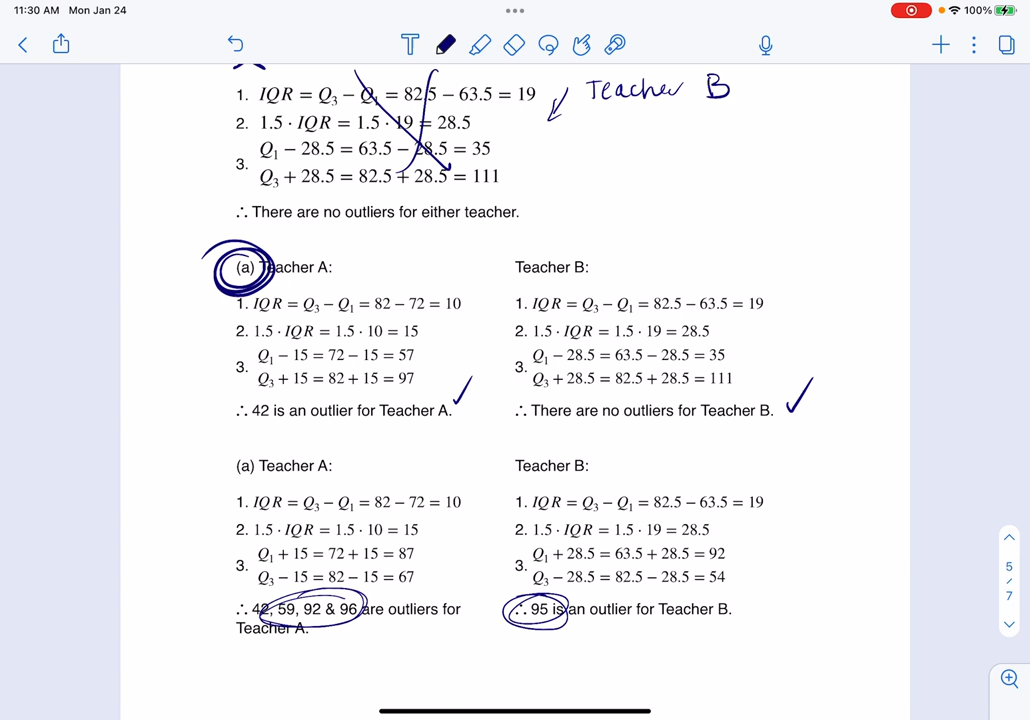 11:30 AM Mon Jan 24
100%
1. IQR = Q₃ − Q₁ = 82.5 − 63.5 = 19
Teacher B
2. 1.5 · IQR = 1.5 · 19 = 28.5
Q₁ − 28.5 = 63.5 − 28.5 = 35
3.
Q₃ + 28.5 = 82.5 + 28.5 = 111
∴ There are no outliers for either teacher.
(a) Teacher A:
1. IQR = Q₃ − Q₁ = 82 − 72 = 10
2. 1.5 · IQR = 1.5 · 10 = 15
Q₁ − 15 = 72 − 15 = 57
3.
Q₃ + 15 = 82 + 15 = 97
∴ 42 is an outlier for Teacher A.
Teacher B:
1. IQR = Q₃ − Q₁ = 82.5 − 63.5 = 19
2. 1.5 · IQR = 1.5 · 19 = 28.5
Q₁ − 28.5 = 63.5 − 28.5 = 35
3.
Q₃ + 28.5 = 82.5 + 28.5 = 111
∴ There are no outliers for Teacher B.
(a) Teacher A:
1. IQR = Q₃ − Q₁ = 82 − 72 = 10
2. 1.5 · IQR = 1.5 · 10 = 15
Q₁ + 15 = 72 + 15 = 87
3.
Q₃ − 15 = 82 − 15 = 67
∴ 42, 59, 92 & 96 are outliers for
Teacher A.
Teacher B:
1. IQR = Q₃ − Q₁ = 82.5 − 63.5 = 19
2. 1.5 · IQR = 1.5 · 19 = 28.5
Q₁ + 28.5 = 63.5 + 28.5 = 92
3.
Q₃ − 28.5 = 82.5 − 28.5 = 54
∴ 95 is an outlier for Teacher B.
5
/
7